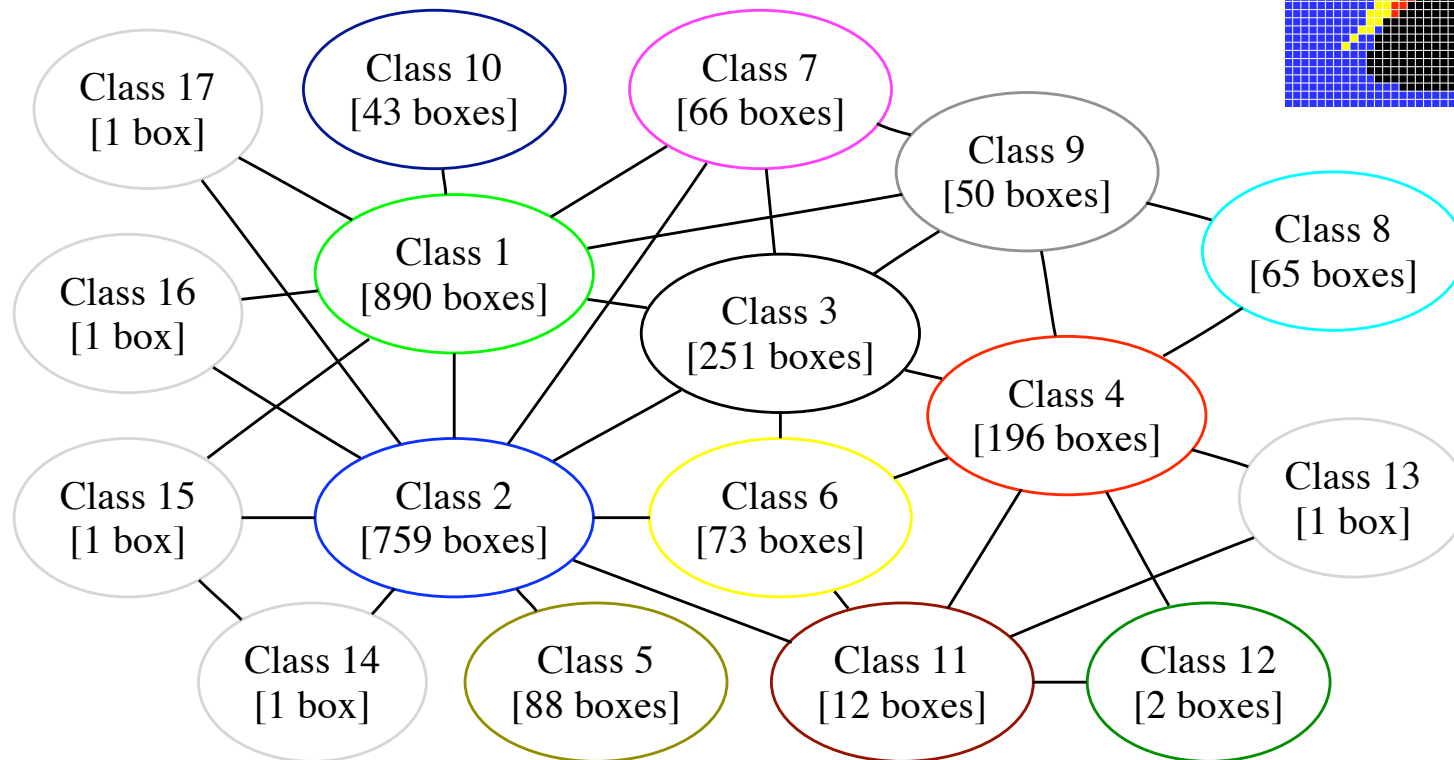 Class 17
[1 box]
Class 10
[43 boxes]
Class 7
[66 boxes]
Class 9
[50 boxes]
Class 8
[65 boxes]
Class 1
[890 boxes]
Class 16
[1 box]
Class 3
[251 boxes]
Class 4
[196 boxes]
Class 13
[1 box]
Class 15
[1 box]
Class 2
[759 boxes]
Class 6
[73 boxes]
Class 14
[1 box]
Class 5
[88 boxes]
Class 11
[12 boxes]
Class 12
[2 boxes]